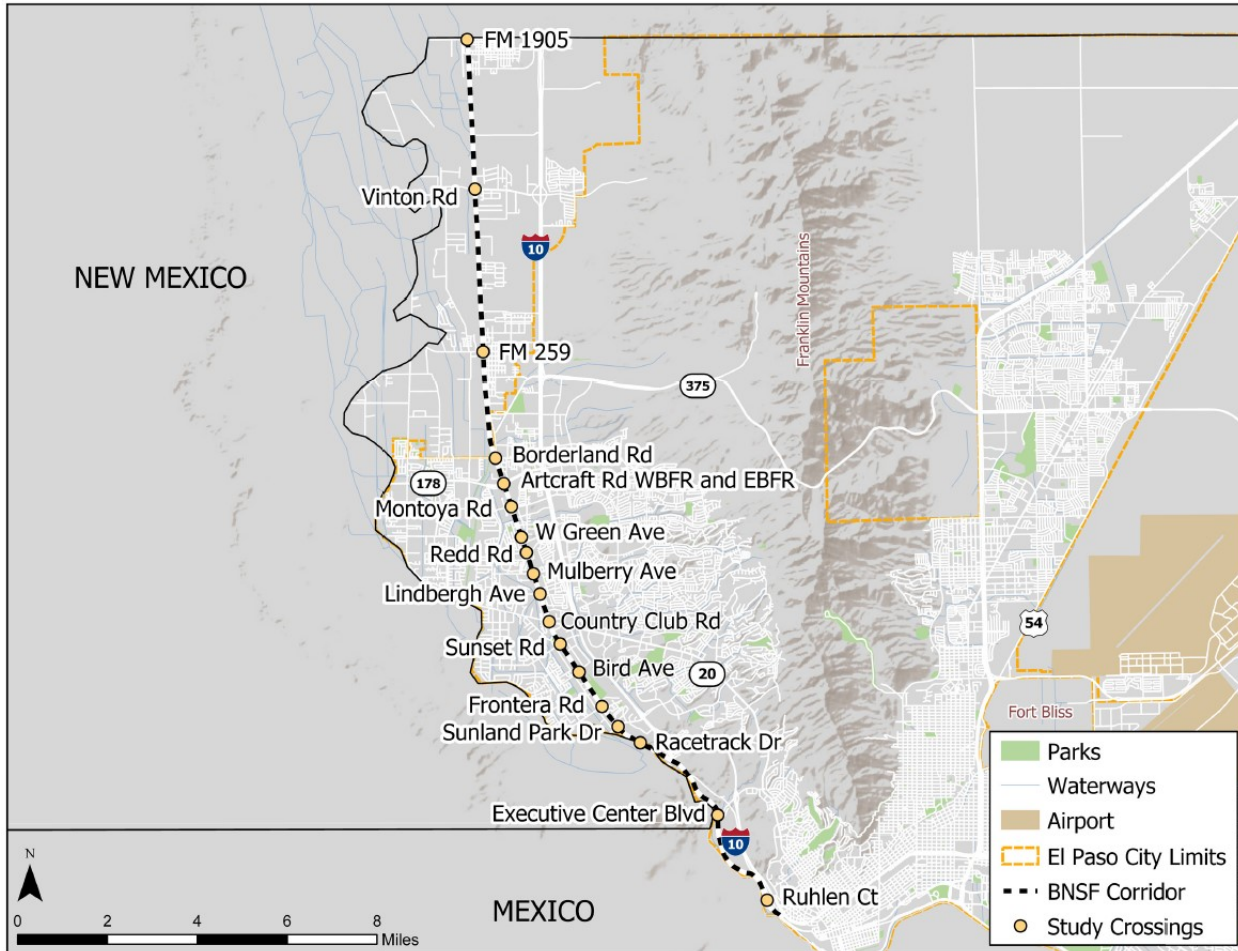 FM 1905
Vinton Rd
10
NEW MEXICO
Franklin Mountains
FM 259
375
Borderland Rd
178
Artcraft Rd WBFR and EBFR
Montoya Rd
W Green Ave
Redd Rd
Mulberry Ave
Lindbergh Ave
Country Club Rd
54
Sunset Rd
Bird Ave
20
Frontera Rd
Fort Bliss
Sunland Park Dr
Racetrack Dr
Executive Center Blvd
10
Ruhlen Ct
MEXICO
N
0 2 4 6 8
Miles
Parks
Waterways
Airport
El Paso City Limits
BNSF Corridor
Study Crossings